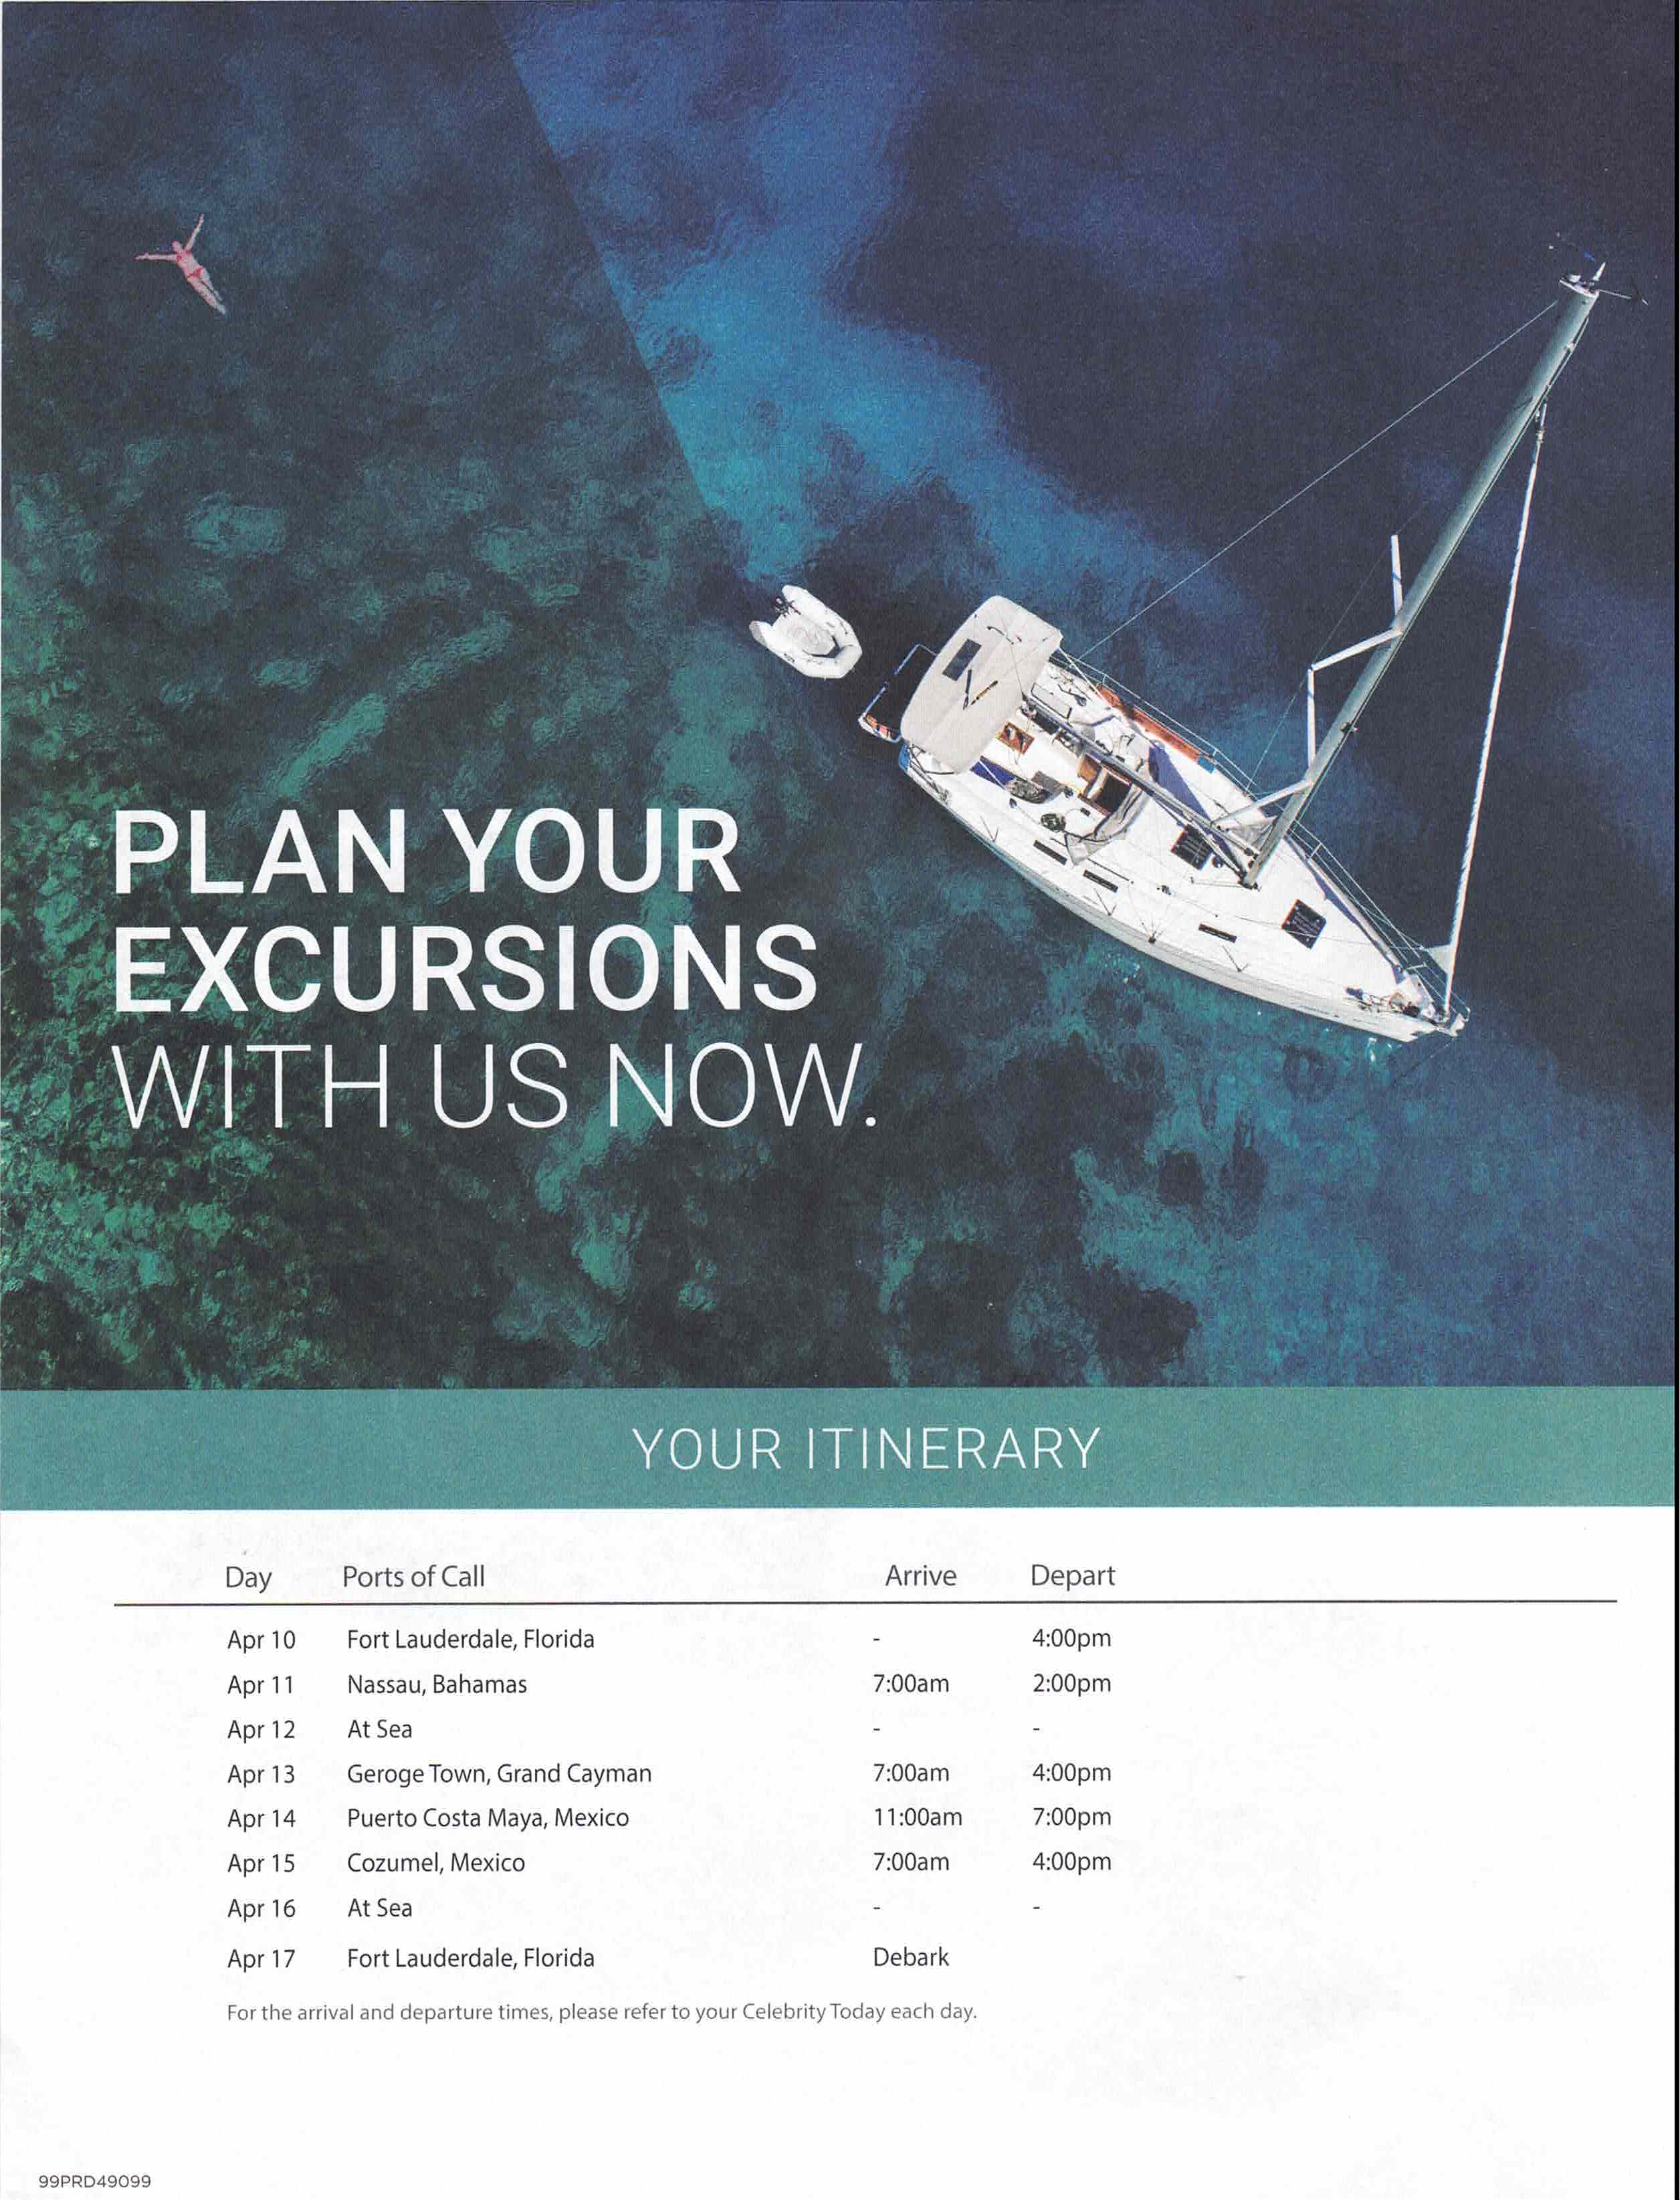 PLAN YOUR
EXCURSIONS
WITH US NOW.
YOUR ITINERARY
Day Ports of Call Arrive Depart
Apr 10 Fort Lauderdale, Florida - 4:00pm
Apr 11 Nassau, Bahamas 7:00am 2:00pm
Apr 12 At Sea - -
Apr 13 Geroge Town, Grand Cayman 7:00am 4:00pm
Apr 14 Puerto Costa Maya, Mexico 11:00am 7:00pm
Apr 15 Cozumel, Mexico 7:00am 4:00pm
Apr 16 At Sea - -
Apr 17 Fort Lauderdale, Florida Debark
For the arrival and departure times, please refer to your Celebrity Today each day.
99PRD49099